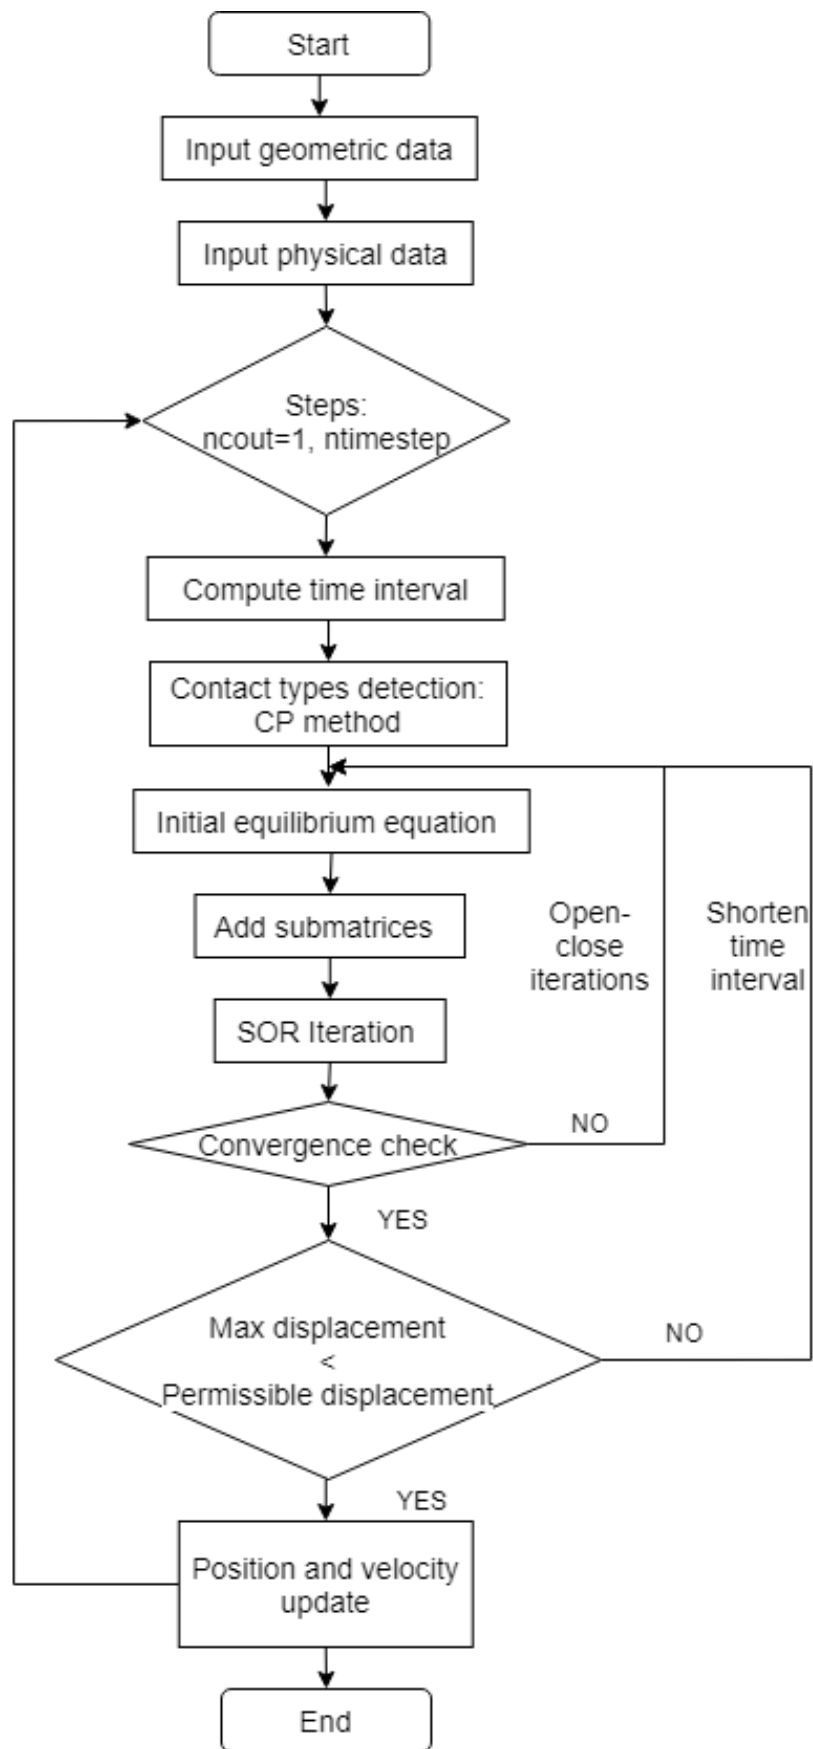 Start
Input geometric data
Input physical data
Steps:
ncout=1, ntimestep
Compute time interval
Contact types detection:
CP method
Initial equilibrium equation
Add submatrices
Open-
close
iterations
Shorten
time
interval
SOR Iteration
Convergence check
NO
YES
Max displacement
<
Permissible displacement
NO
YES
Position and velocity
update
End